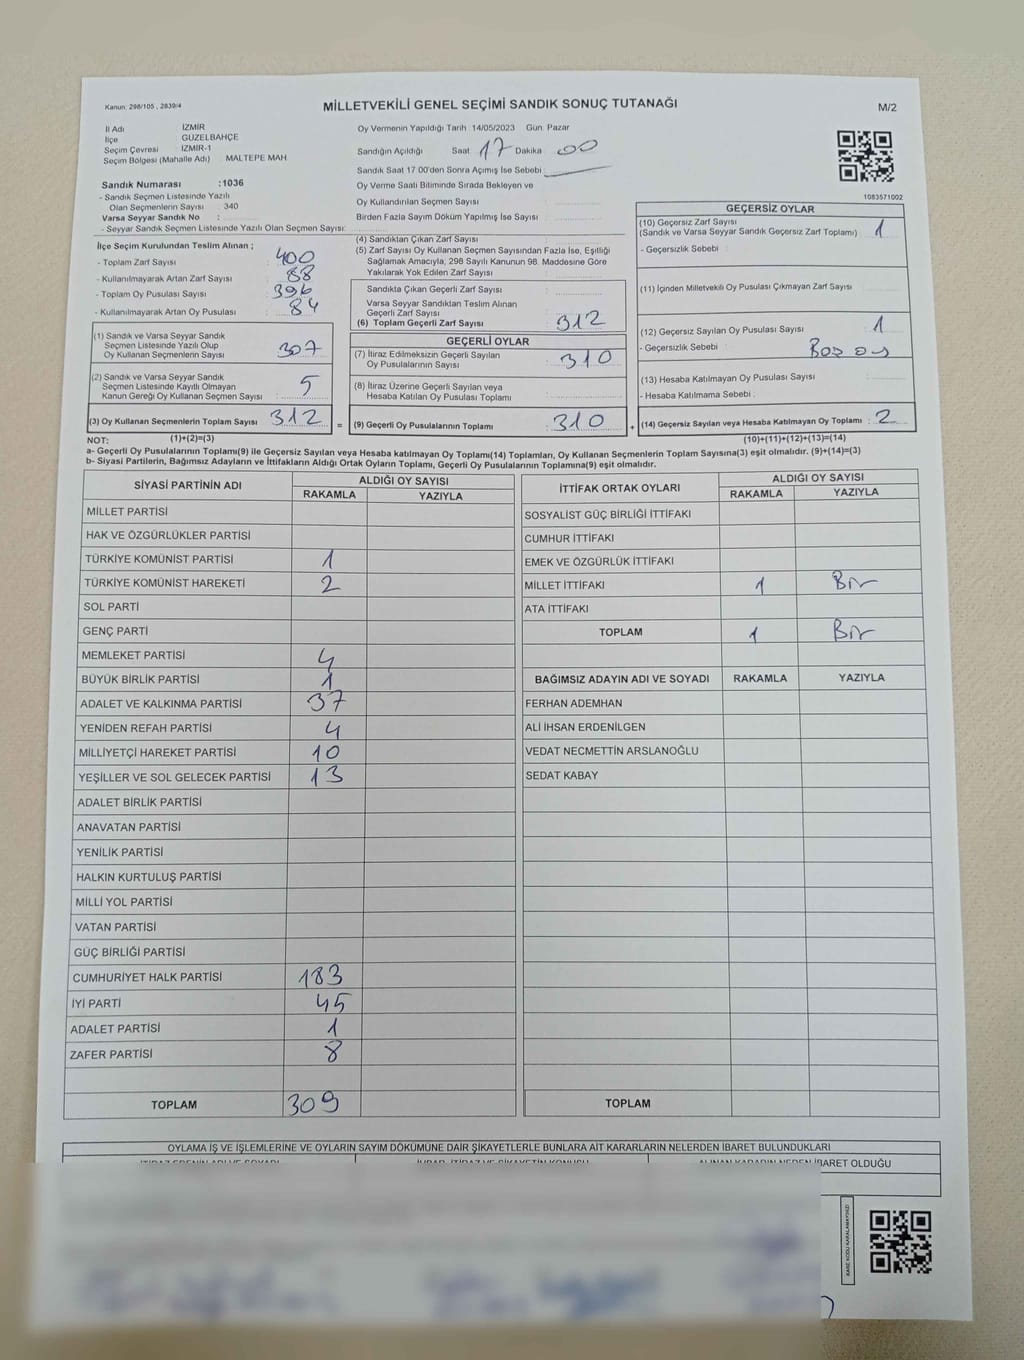 Kanun: 298/105 , 2839/4
MİLLETVEKİLİ GENEL SEÇİMİ SANDIK SONUÇ TUTANAĞI
M/2
İl Adı İZMİR
İlçe GÜZELBAHÇE
Seçim Çevresi : İZMİR-1
Seçim Bölgesi (Mahalle Adı) MALTEPE MAH
Sandık Numarası :1036
- Sandık Seçmen Listesinde Yazılı
Olan Seçmenlerin Sayısı : 340
Varsa Seyyar Sandık No :
- Seyyar Sandık Seçmen Listesinde Yazılı Olan Seçmen Sayısı:
Oy Vermenin Yapıldığı Tarih 14/05/2023 Gün Pazar
Sandığın Açıldığı Saat 17 Dakika 00
Sandık Saat 17 00'den Sonra Açımış İse Sebebi
Oy Verme Saati Bitiminde Sırada Bekleyen ve
Oy Kullandırılan Seçmen Sayısı :
Birden Fazla Sayım Döküm Yapılmış İse Sayısı :
1083571002
İlçe Seçim Kurulundan Teslim Alınan ;
- Toplam Zarf Sayısı : 400
- Kullanılmayarak Artan Zarf Sayısı : 88
- Toplam Oy Pusulası Sayısı : 396
- Kullanılmayarak Artan Oy Pusulası : 84
(1) Sandık ve Varsa Seyyar Sandık
Seçmen Listesinde Yazılı Olup
Oy Kullanan Seçmenlerin Sayısı : 307
(2) Sandık ve Varsa Seyyar Sandık
Seçmen Listesinde Kayıtlı Olmayan
Kanun Gereği Oy Kullanan Seçmen Sayısı : 5
(3) Oy Kullanan Seçmenlerin Toplam Sayısı : 312
(4) Sandıktan Çıkan Zarf Sayısı :
(5) Zarf Sayısı Oy Kullanan Seçmen Sayısından Fazla İse, Eşitliği
Sağlamak Amacıyla, 298 Sayılı Kanunun 98. Maddesine Göre
Yakılarak Yok Edilen Zarf Sayısı :
Sandıkta Çıkan Geçerli Zarf Sayısı :
Varsa Seyyar Sandıktan Teslim Alınan
Geçerli Zarf Sayısı :
(6) Toplam Geçerli Zarf Sayısı : 312
GEÇERLİ OYLAR
(7) İtiraz Edilmeksizin Geçerli Sayılan
Oy Pusulalarının Sayısı : 310
(8) İtiraz Üzerine Geçerli Sayılan veya
Hesaba Katılan Oy Pusulası Toplamı :
= (9) Geçerli Oy Pusulalarının Toplamı : 310 +
GEÇERSİZ OYLAR
(10) Geçersiz Zarf Sayısı
(Sandık ve Varsa Seyyar Sandık Geçersiz Zarf Toplamı) : 1
- Geçersizlik Sebebi :
(11) İçinden Milletvekili Oy Pusulası Çıkmayan Zarf Sayısı
(12) Geçersiz Sayılan Oy Pusulası Sayısı : 1
- Geçersizlik Sebebi : Boş oy
(13) Hesaba Katılmayan Oy Pusulası Sayısı :
- Hesaba Katılmama Sebebi :
(14) Geçersiz Sayılan veya Hesaba Katılmayan Oy Toplamı : 2
NOT: (1)+(2)=(3)
(10)+(11)+(12)+(13)=(14)
a- Geçerli Oy Pusulalarının Toplamı(9) ile Geçersiz Sayılan veya Hesaba katılmayan Oy Toplamı(14) Toplamları, Oy Kullanan Seçmenlerin Toplam Sayısına(3) eşit olmalıdır. (9)+(14)=(3)
b- Siyasi Partilerin, Bağımsız Adayların ve İttifakların Aldığı Ortak Oyların Toplamı, Geçerli Oy Pusulalarının Toplamına(9) eşit olmalıdır.
SİYASİ PARTİNİN ADI
ALDIĞI OY SAYISI
RAKAMLA YAZIYLA
MİLLET PARTİSİ
HAK VE ÖZGÜRLÜKLER PARTİSİ
TÜRKİYE KOMÜNİST PARTİSİ 1
TÜRKİYE KOMÜNİST HAREKETİ 2
SOL PARTİ
GENÇ PARTİ
MEMLEKET PARTİSİ 4
BÜYÜK BİRLİK PARTİSİ 1
ADALET VE KALKINMA PARTİSİ 37
YENİDEN REFAH PARTİSİ 4
MİLLİYETÇİ HAREKET PARTİSİ 10
YEŞİLLER VE SOL GELECEK PARTİSİ 13
ADALET BİRLİK PARTİSİ
ANAVATAN PARTİSİ
YENİLİK PARTİSİ
HALKIN KURTULUŞ PARTİSİ
MİLLİ YOL PARTİSİ
VATAN PARTİSİ
GÜÇ BİRLİĞİ PARTİSİ
CUMHURİYET HALK PARTİSİ 183
İYİ PARTİ 45
ADALET PARTİSİ 1
ZAFER PARTİSİ 8
TOPLAM 309
İTTİFAK ORTAK OYLARI
ALDIĞI OY SAYISI
RAKAMLA YAZIYLA
SOSYALİST GÜÇ BİRLİĞİ İTTİFAKI
CUMHUR İTTİFAKI
EMEK VE ÖZGÜRLÜK İTTİFAKI
MİLLET İTTİFAKI 1 Bir
ATA İTTİFAKI
TOPLAM 1 Bir
BAĞIMSIZ ADAYIN ADI VE SOYADI RAKAMLA YAZIYLA
FERHAN ADEMHAN
ALİ İHSAN ERDENİLGEN
VEDAT NECMETTİN ARSLANOĞLU
SEDAT KABAY
TOPLAM
OYLAMA İŞ VE İŞLEMLERİNE VE OYLARIN SAYIM DÖKÜMÜNE DAİR ŞİKAYETLERLE BUNLARA AİT KARARLARIN NELERDEN İBARET BULUNDUKLARI
İBARET OLDUĞU
KARE KODU KARALAMAYINIZ!